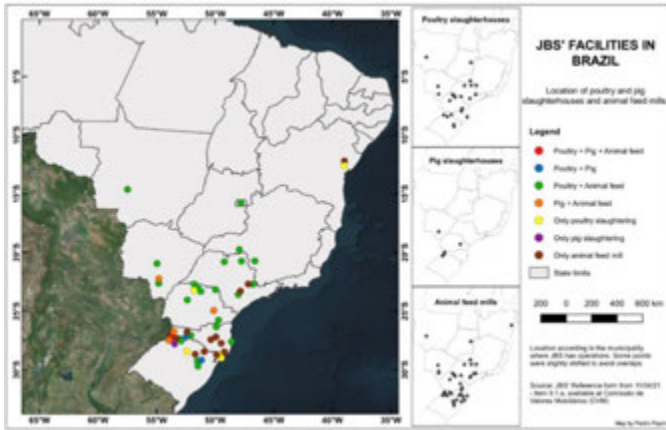 65°W 60°W 55°W 50°W 45°W 40°W 35°W
5°S
10°S
15°S
20°S
25°S
30°S
65°W 60°W 55°W 50°W 45°W 40°W 35°W
Poultry slaughterhouses
Pig slaughterhouses
Animal feed mills
JBS' FACILITIES IN
BRAZIL
Location of poultry and pig
slaughterhouses and animal feed mills
Legend
Poultry + Pig + Animal feed
Poultry + Pig
Poultry + Animal feed
Pig + Animal feed
Only poultry slaughtering
Only pig slaughtering
Only animal feed mill
State limits
200 0 200 400 600 km
Location according to the municipality
where JBS has operations. Some points
were slightly shifted to avoid overlaps.
Source: JBS' Reference form from
- Item 9.1.a, available at Comissão de
Valores Mobiliários (CVM)
Map by Pedro